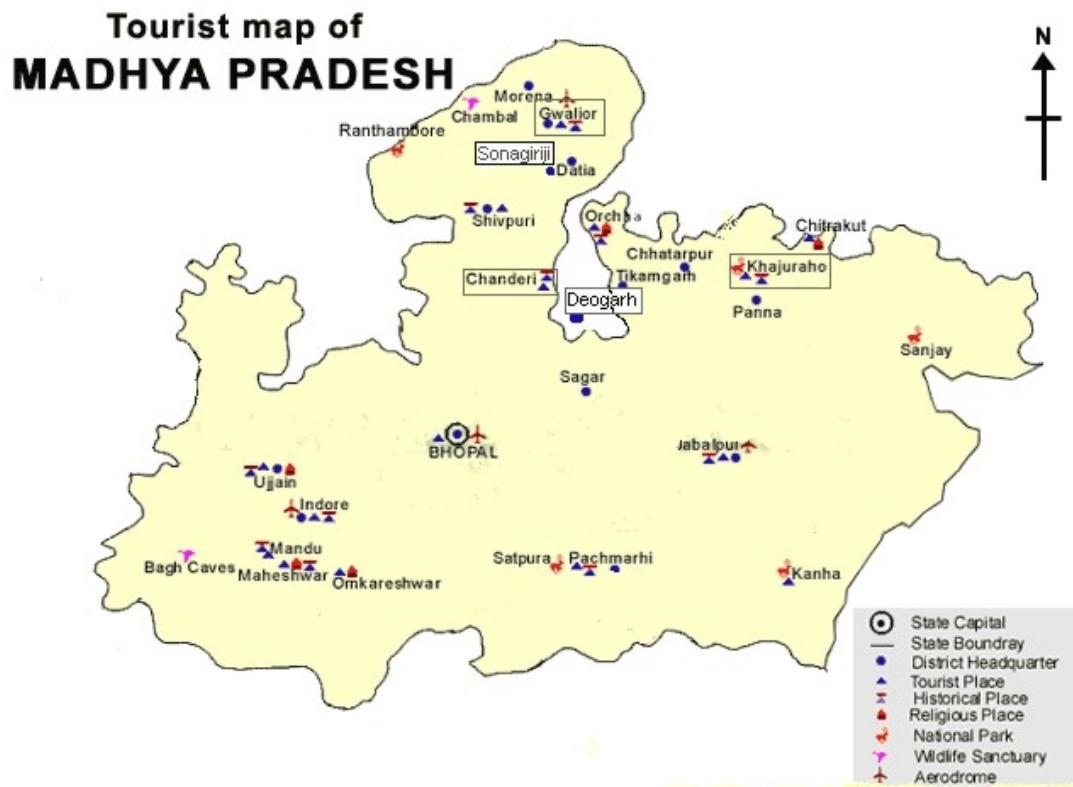 Tourist map of
MADHYA PRADESH
N
Morena
Chambal
Gwalior
Ranthambore
Sonagiriji
Datia
Shivpuri
Orchha
Chitrakut
Chhatarpur
Chanderi
Tikamgarh
Khajuraho
Deogarh
Panna
Sanjay
Sagar
BHOPAL
Jabalpur
Ujjain
Indore
Mandu
Bagh Caves
Maheshwar
Omkareshwar
Satpura
Pachmarhi
Kanha
State Capital
State Boundray
District Headquarter
Tourist Place
Historical Place
Religious Place
National Park
Wildlife Sanctuary
Aerodrome